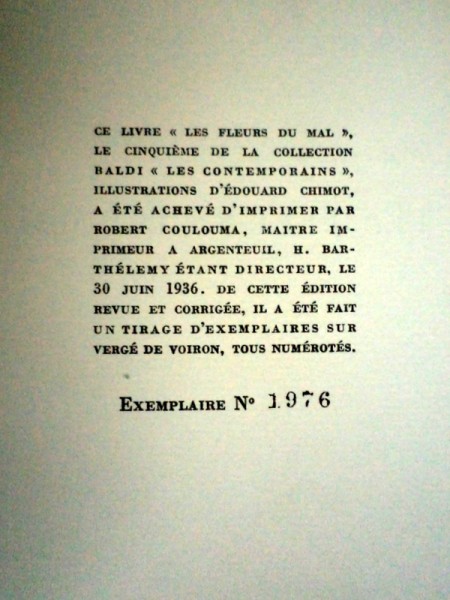 CE LIVRE « LES FLEURS DU MAL »,
LE CINQUIÈME DE LA COLLECTION
BALDI « LES CONTEMPORAINS »,
ILLUSTRATIONS D'ÉDOUARD CHIMOT,
A ÉTÉ ACHEVÉ D'IMPRIMER PAR
ROBERT COULOUMA, MAITRE IM-
PRIMEUR A ARGENTEUIL, H. BAR-
THÉLEMY ÉTANT DIRECTEUR, LE
30 JUIN 1936. DE CETTE ÉDITION
REVUE ET CORRIGÉE, IL A ÉTÉ FAIT
UN TIRAGE D'EXEMPLAIRES SUR
VERGÉ DE VOIRON, TOUS NUMÉROTÉS.
EXEMPLAIRE Nº 1976